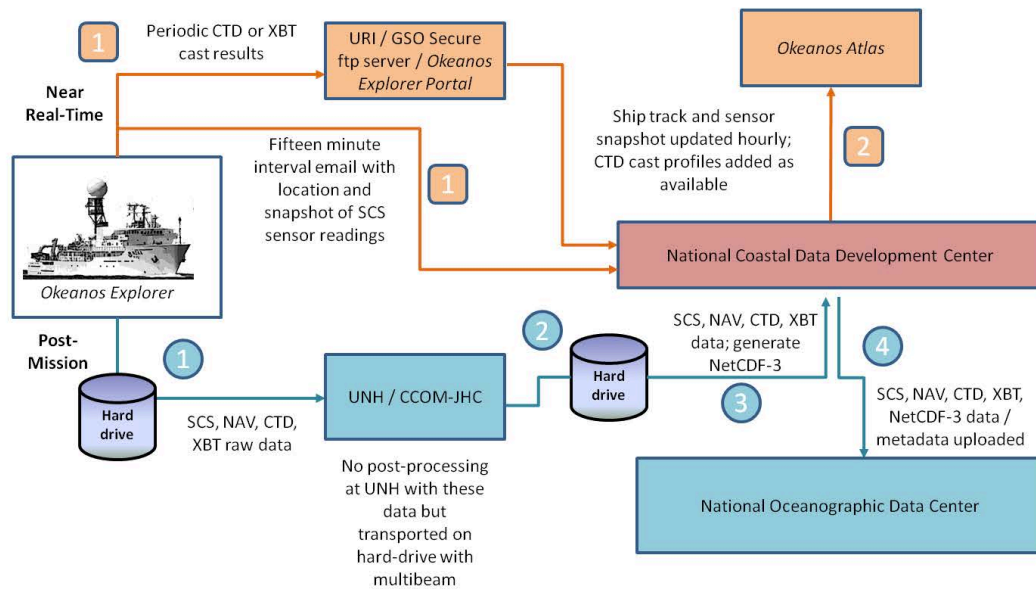 1
Periodic CTD or XBT
cast results
URI / GSO Secure
ftp server / Okeanos
Explorer Portal
Okeanos Atlas
Near
Real-Time
Fifteen minute
interval email with
location and
snapshot of SCS
sensor readings
1
Ship track and sensor
snapshot updated hourly;
CTD cast profiles added as
available
2
National Coastal Data Development Center
Okeanos Explorer
Post-
Mission
1
Hard
drive
SCS, NAV, CTD,
XBT raw data
UNH / CCOM-JHC
No post-processing
at UNH with these
data but
transported on
hard-drive with
multibeam
2
Hard
drive
SCS, NAV, CTD, XBT
data; generate
NetCDF-3
3
4
SCS, NAV, CTD, XBT,
NetCDF-3 data /
metadata uploaded
National Oceanographic Data Center